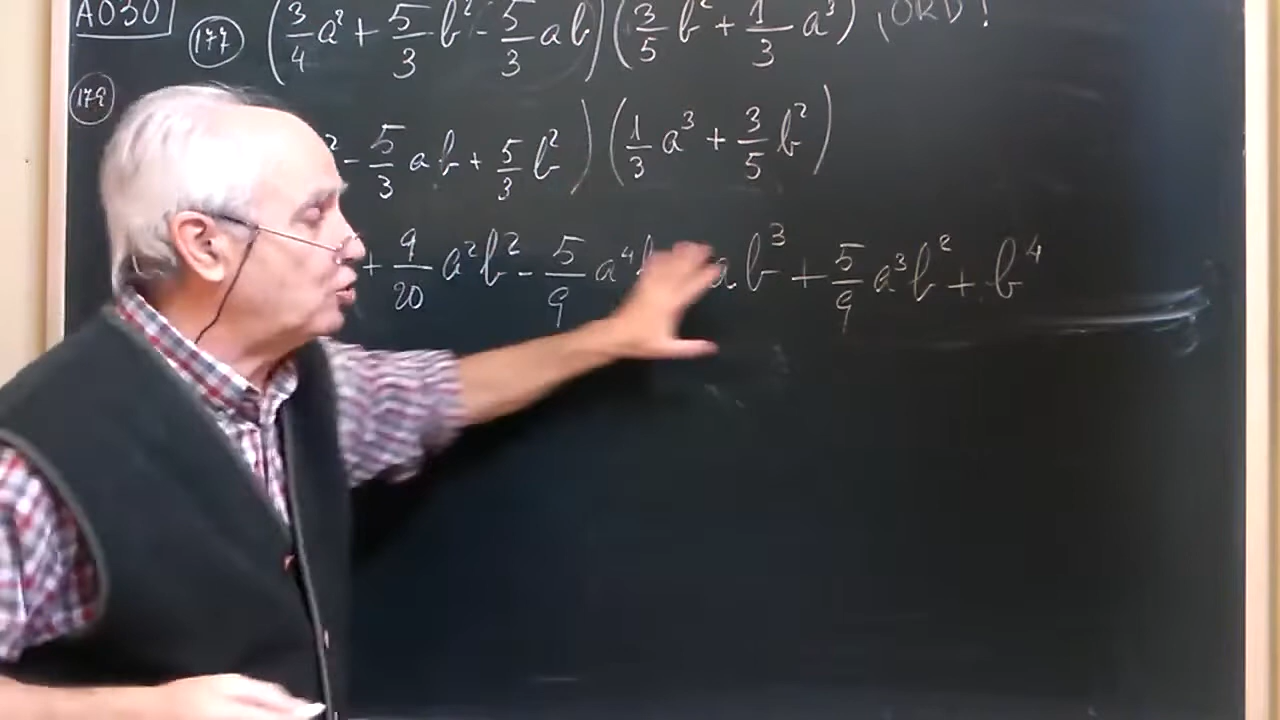 A030
177 (3/4 a² + 5/3 b² - 5/3 ab)(3/5 b² + 1/3 a³) ¡ORD!
179
² - 5/3 ab + 5/3 b²)(1/3 a³ + 3/5 b²)
+ 9/20 a²b² - 5/9 a⁴ ab³ + 5/9 a³b² + b⁴